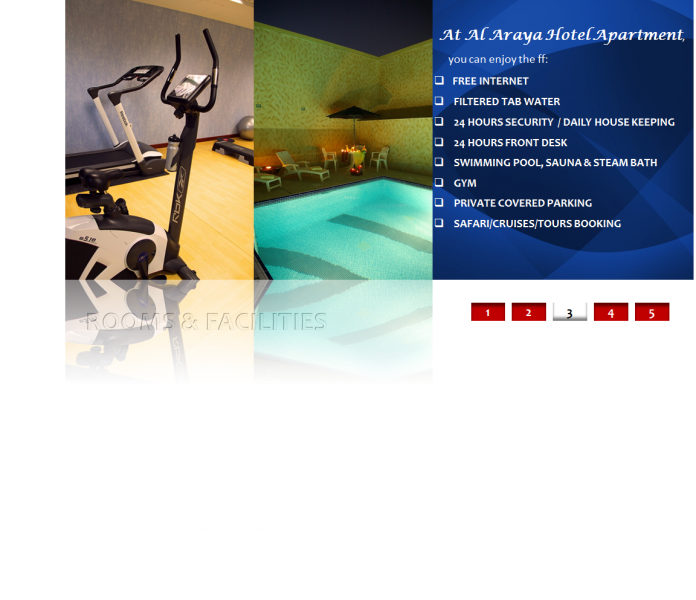 At Al Araya Hotel Apartment,
you can enjoy the ff:
FREE INTERNET
FILTERED TAB WATER
24 HOURS SECURITY / DAILY HOUSE KEEPING
24 HOURS FRONT DESK
SWIMMING POOL, SAUNA & STEAM BATH
GYM
PRIVATE COVERED PARKING
SAFARI/CRUISES/TOURS BOOKING
Rbk
ROOMS & FACILITIES
1 2 3 4 5